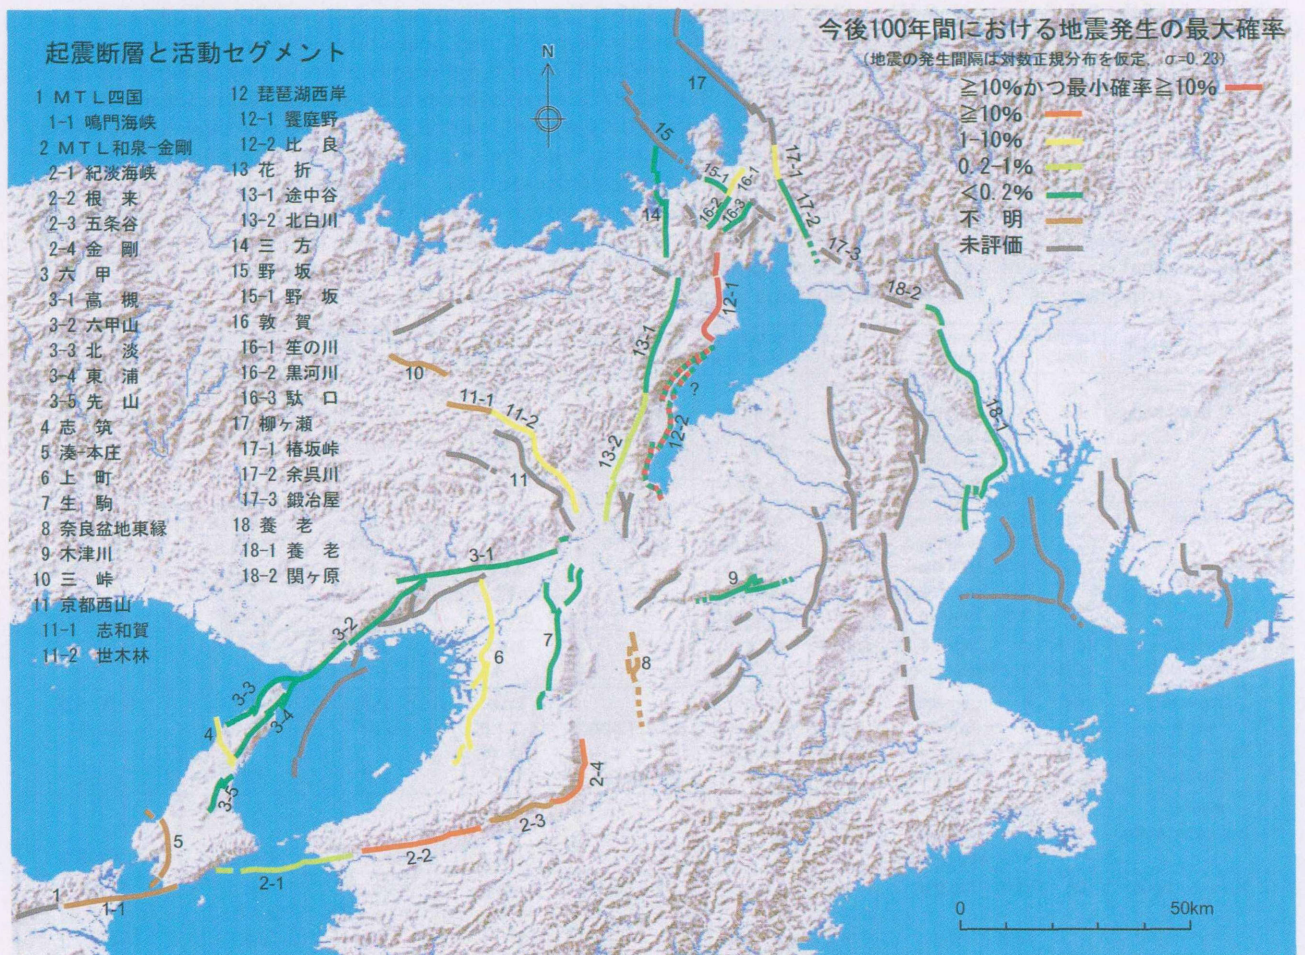 今後100年間における地震発生の最大確率
(地震の発生間隔は対数正規分布を仮定, σ=0.23)
≧10%かつ最小確率≧10%
≧10%
1-10%
0.2-1%
<0.2%
不 明
未評価
起震断層と活動セグメント
1 MTL四国
1-1 鳴門海峡
2 MTL和泉-金剛
2-1 紀淡海峡
2-2 根 来
2-3 五条谷
2-4 金 剛
3 六 甲
3-1 高 槻
3-2 六甲山
3-3 北 淡
3-4 東 浦
3-5 先 山
4 志 筑
5 湊-本庄
6 上 町
7 生 駒
8 奈良盆地東縁
9 木津川
10 三 峠
11 京都西山
11-1 志和賀
11-2 世木林
12 琵琶湖西岸
12-1 饗庭野
12-2 比 良
13 花 折
13-1 途中谷
13-2 北白川
14 三 方
15 野 坂
15-1 野 坂
16 敦 賀
16-1 笙の川
16-2 黒河川
16-3 駄 口
17 柳ヶ瀬
17-1 椿坂峠
17-2 余呉川
17-3 鍛冶屋
18 養 老
18-1 養 老
18-2 関ヶ原
N
17
15
15-1
16-1
17-1
14
16-2
16-3
17-2
17-3
18-2
12-1
13-1
10
?
11-1
11-2
18-1
12-2
13-2
11
3-1
9
3-2
7
6
8
3-3
3-4
4
3-5
2-4
2-3
5
2-2
2-1
1
1-1
0
50km